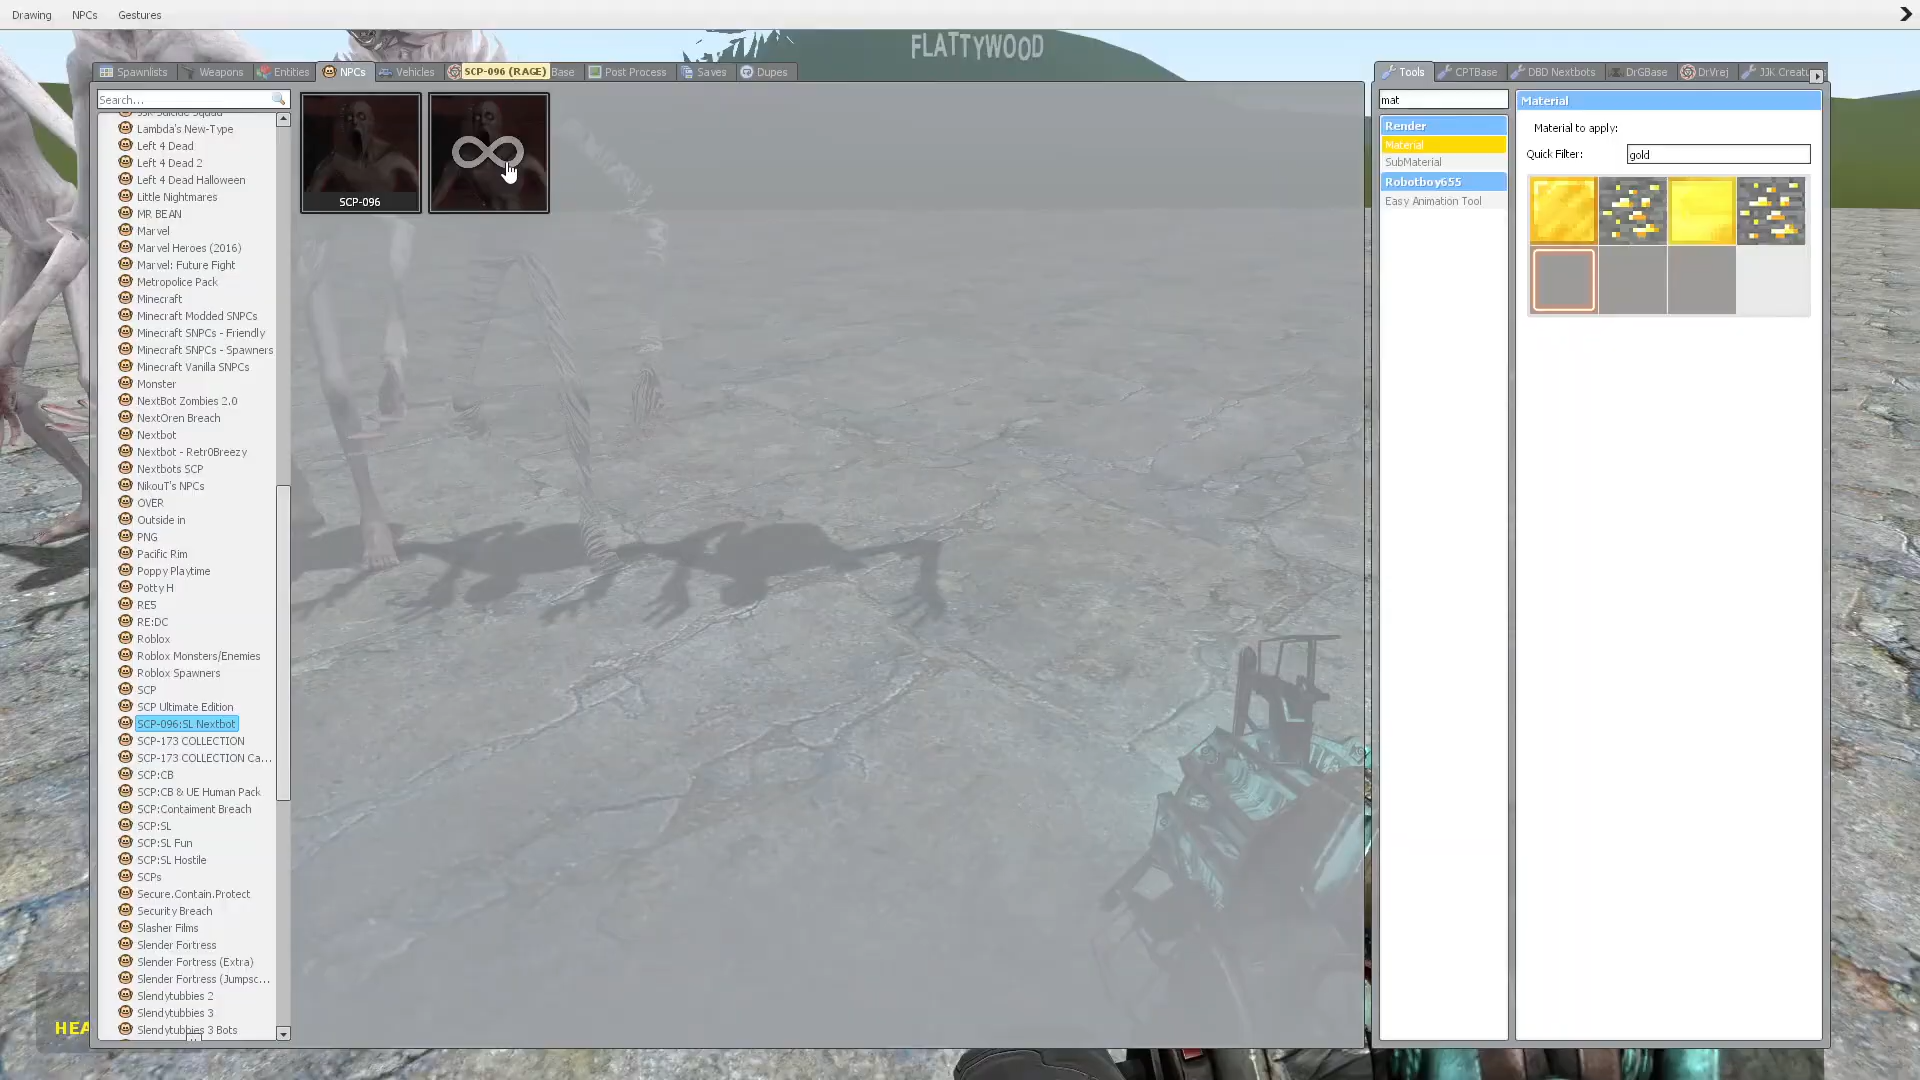 Drawing NPCs Gestures
FLATTYWOOD
Spawnlists Weapons Entities NPCs Vehicles SCP-096 (RAGE) Base Post Process Saves Dupes
Tools CPTBase DBD Nextbots DrGBase DrVrej JJK Creatu
Search...
Lambda's New-Type
Left 4 Dead
Left 4 Dead 2
Left 4 Dead Halloween
Little Nightmares
MR BEAN
Marvel
Marvel Heroes (2016)
Marvel: Future Fight
Metropolice Pack
Minecraft
Minecraft Modded SNPCs
Minecraft SNPCs - Friendly
Minecraft SNPCs - Spawners
Minecraft Vanilla SNPCs
Monster
NextBot Zombies 2.0
NextOren Breach
Nextbot
Nextbot - Retr0Breezy
Nextbots SCP
NikouT's NPCs
OVER
Outside in
PNG
Pacific Rim
Poppy Playtime
Potty H
RE5
RE:DC
Roblox
Roblox Monsters/Enemies
Roblox Spawners
SCP
SCP Ultimate Edition
SCP-096:SL Nextbot
SCP-173 COLLECTION
SCP-173 COLLECTION Ca...
SCP:CB
SCP:CB & UE Human Pack
SCP:Contaiment Breach
SCP:SL
SCP:SL Fun
SCP:SL Hostile
SCPs
Secure.Contain.Protect
Security Breach
Slasher Films
Slender Fortress
Slender Fortress (Extra)
Slender Fortress (Jumpsc...
Slendytubbies 2
Slendytubbies 3
Slendytubbies 3 Bots
SCP-096
mat
Render
Material
SubMaterial
Robotboy655
Easy Animation Tool
Material
Material to apply:
Quick Filter: gold
HEA